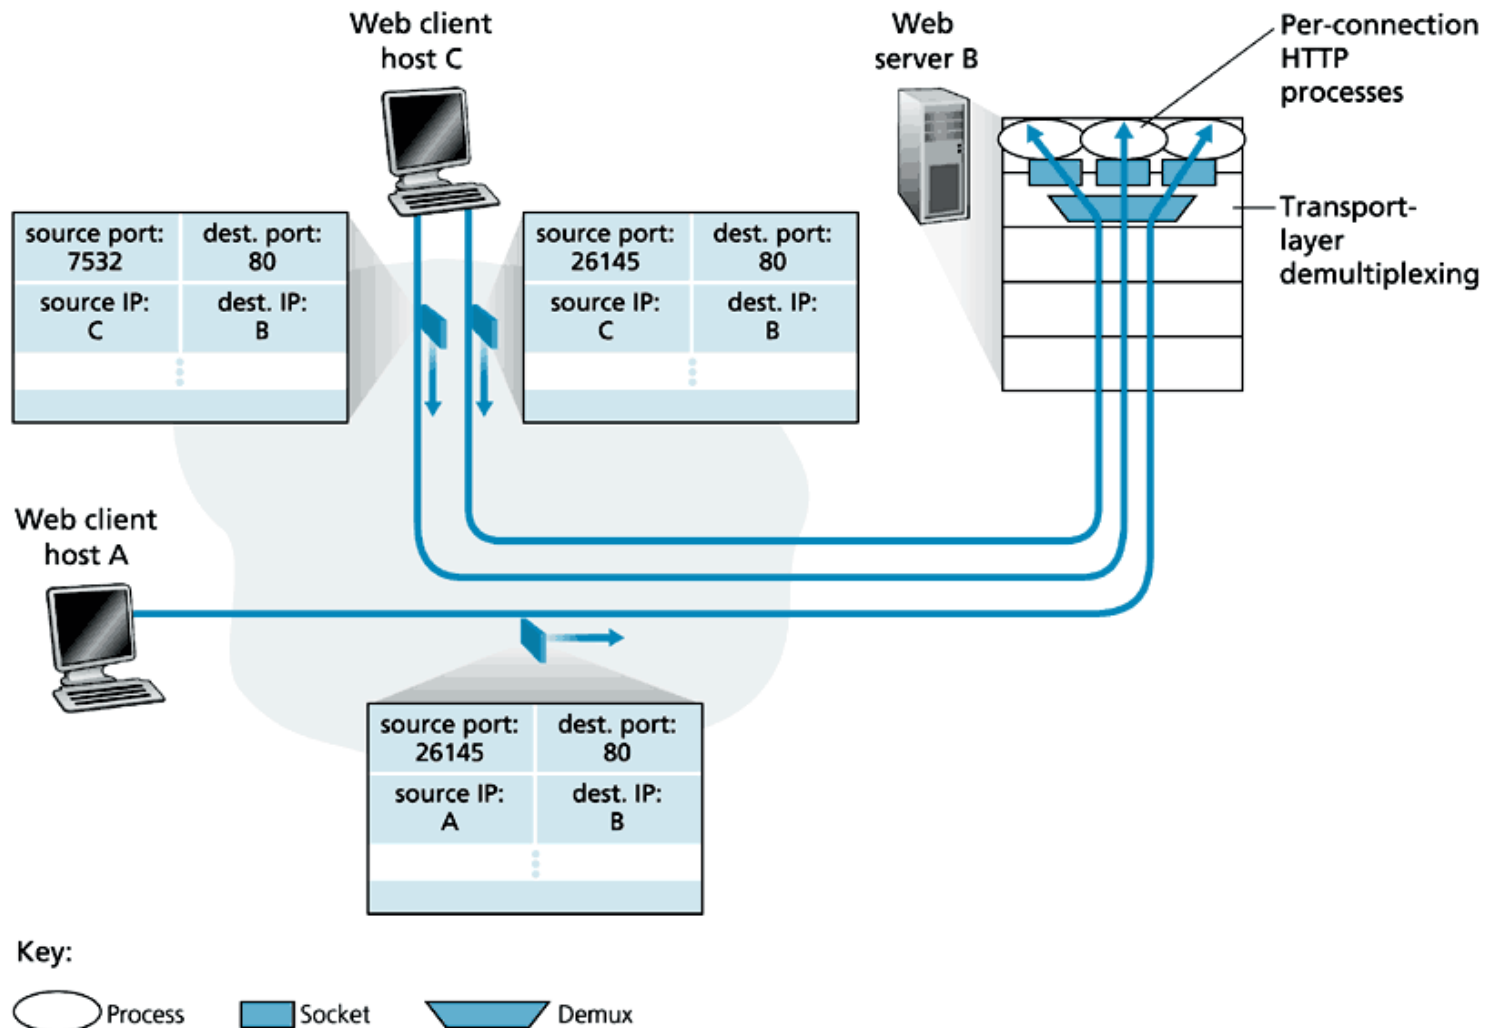 Web client
host C
Web
server B
Per-connection
HTTP
processes
Transport-
layer
demultiplexing
source port:
7532
dest. port:
80
source IP:
C
dest. IP:
B
source port:
26145
dest. port:
80
source IP:
C
dest. IP:
B
Web client
host A
source port:
26145
dest. port:
80
source IP:
A
dest. IP:
B
Key:
Process
Socket
Demux